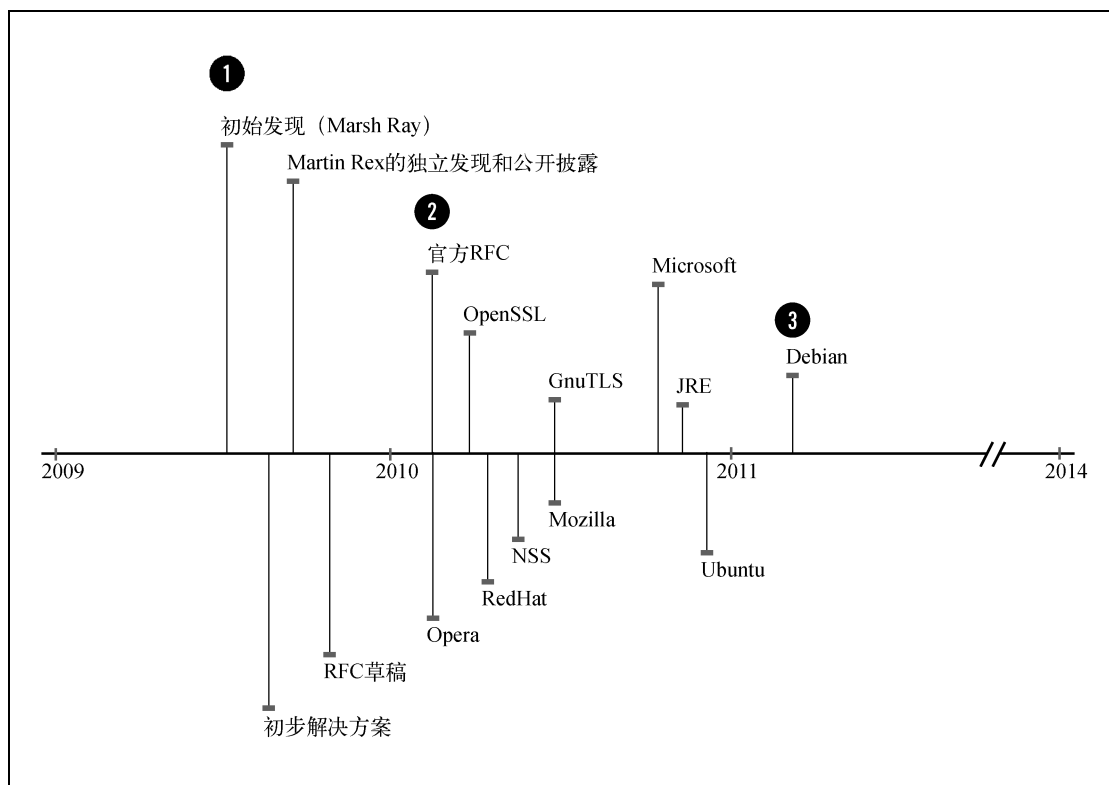 1
初始发现（Marsh Ray）
Martin Rex的独立发现和公开披露
2
官方RFC
Microsoft
OpenSSL
3
Debian
GnuTLS
JRE
2009
2010
2011
2014
Mozilla
NSS
Ubuntu
RedHat
Opera
RFC草稿
初步解决方案